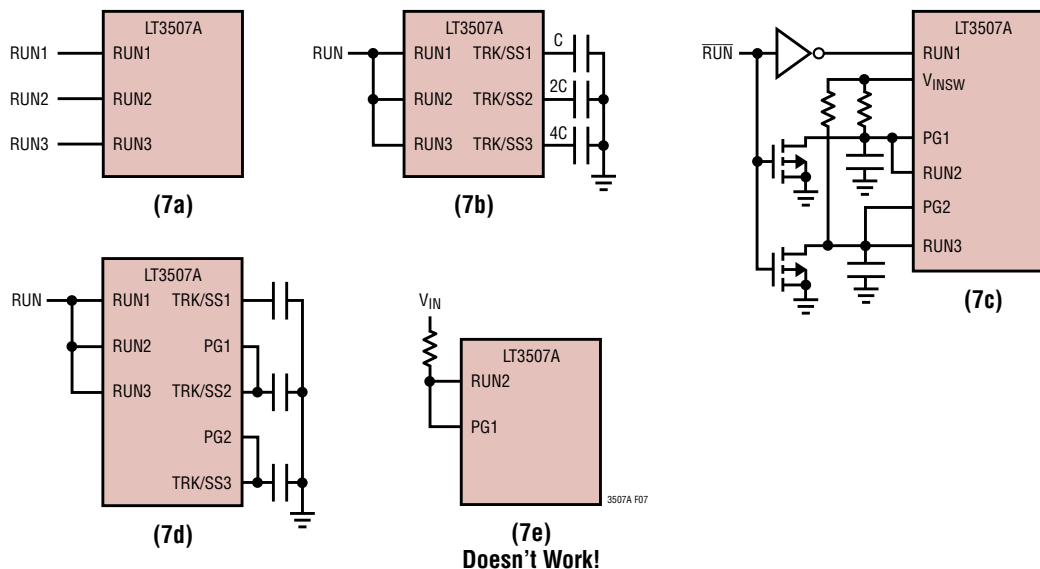 LT3507A
RUN1 RUN1
RUN2 RUN2
RUN3 RUN3
(7a)
LT3507A
RUN RUN1 TRK/SS1 C
RUN2 TRK/SS2 2C
RUN3 TRK/SS3 4C
(7b)
LT3507A
RUN RUN1
VINSW
PG1
RUN2
PG2
RUN3
(7c)
LT3507A
RUN RUN1 TRK/SS1
RUN2 PG1
RUN3 TRK/SS2
PG2
TRK/SS3
(7d)
VIN
LT3507A
RUN2
PG1
3507A F07
(7e)
Doesn't Work!